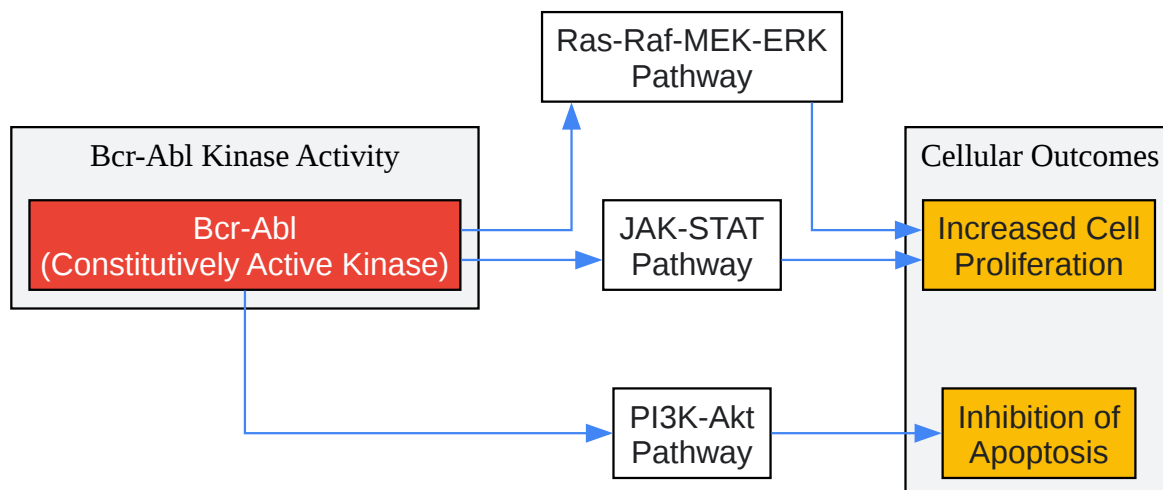 Ras-Raf-MEK-ERK
Pathway
Bcr-Abl Kinase Activity
Cellular Outcomes
Bcr-Abl
(Constitutively Active Kinase)
JAK-STAT
Pathway
Increased Cell
Proliferation
PI3K-Akt
Pathway
Inhibition of
Apoptosis